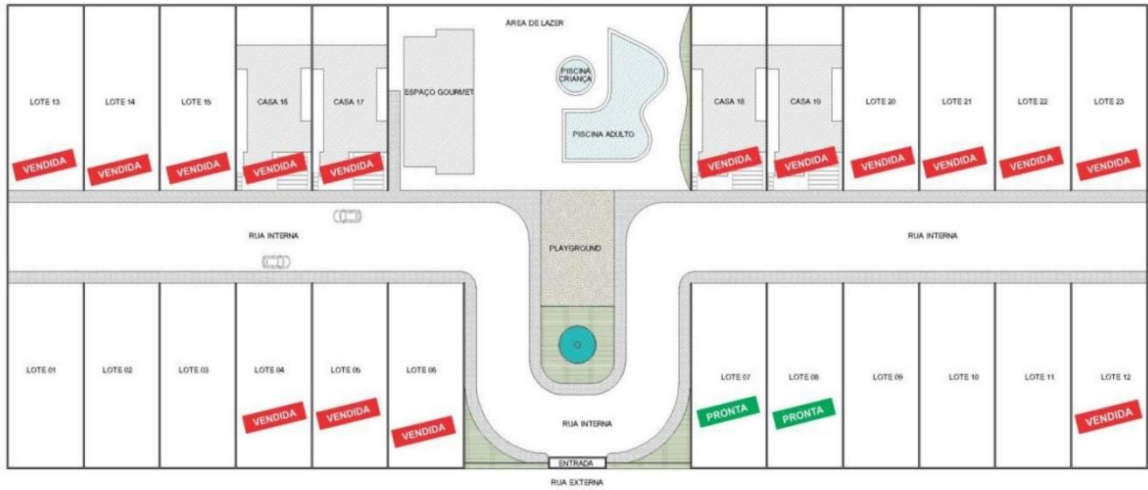 ÁREA DE LAZER
LOTE 13
LOTE 14
LOTE 15
CASA 16
CASA 17
ESPAÇO GOURMET
PISCINA
CRIANÇA
PISCINA ADULTO
CASA 18
CASA 19
LOTE 20
LOTE 21
LOTE 22
LOTE 23
VENDIDA
VENDIDA
VENDIDA
VENDIDA
VENDIDA
VENDIDA
VENDIDA
VENDIDA
VENDIDA
VENDIDA
VENDIDA
RUA INTERNA
PLAYGROUND
RUA INTERNA
LOTE 01
LOTE 02
LOTE 03
LOTE 04
LOTE 05
LOTE 06
LOTE 07
LOTE 08
LOTE 09
LOTE 10
LOTE 11
LOTE 12
VENDIDA
VENDIDA
VENDIDA
PRONTA
PRONTA
VENDIDA
RUA INTERNA
ENTRADA
RUA EXTERNA